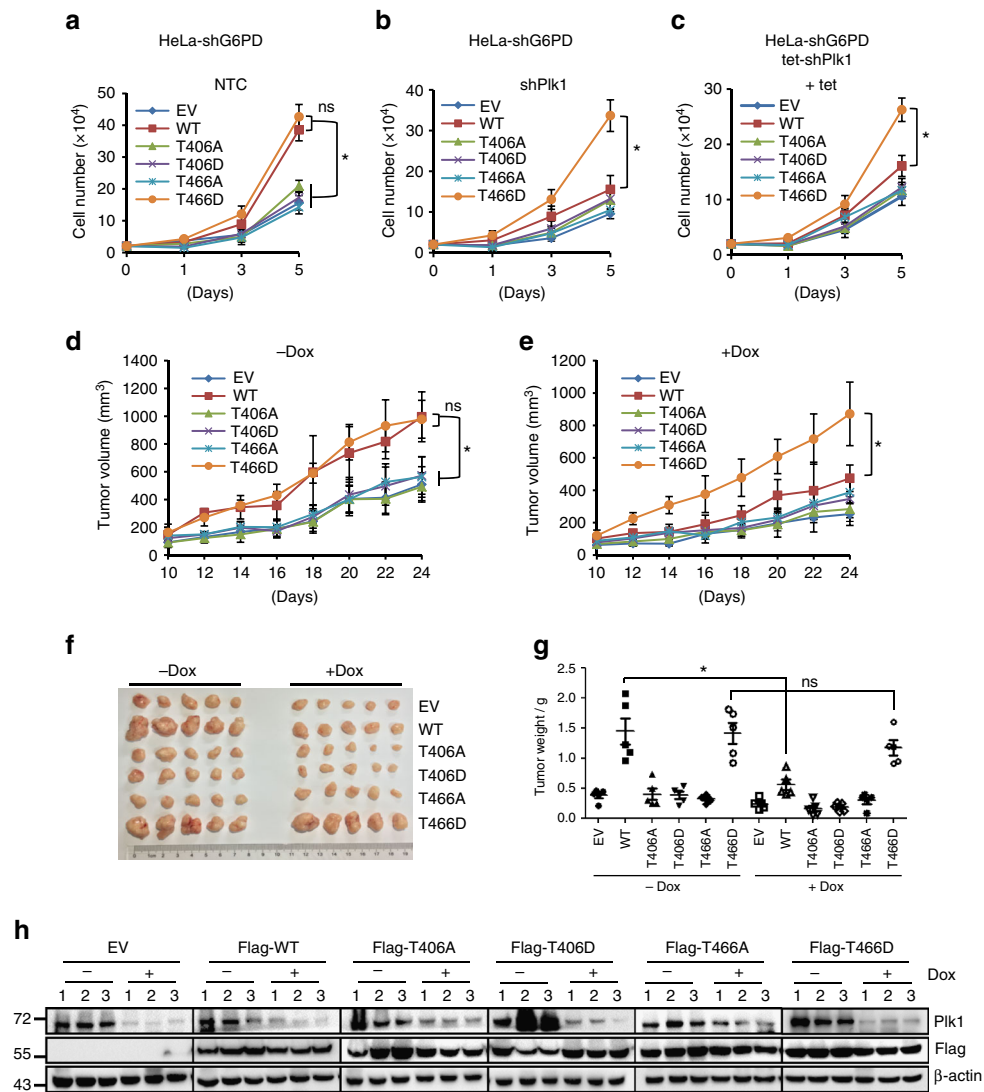 a
HeLa-shG6PD
NTC
Cell number (×10⁴)
50
40
30
20
10
0
EV
WT
T406A
T406D
T466A
T466D
ns
*
0 1 3 5
(Days)
b
HeLa-shG6PD
shPlk1
Cell number (×10⁴)
40
30
20
10
0
EV
WT
T406A
T406D
T466A
T466D
*
0 1 3 5
(Days)
c
HeLa-shG6PD
tet-shPlk1
+ tet
Cell number (×10⁴)
30
20
10
0
EV
WT
T406A
T406D
T466A
T466D
*
0 1 3 5
(Days)
d
–Dox
Tumor volume (mm³)
1400
1200
1000
800
600
400
200
0
EV
WT
T406A
T406D
T466A
T466D
ns
*
10 12 14 16 18 20 22 24
(Days)
e
+Dox
Tumor volume (mm³)
1200
1000
800
600
400
200
0
EV
WT
T406A
T406D
T466A
T466D
*
10 12 14 16 18 20 22 24
(Days)
f
–Dox +Dox
EV
WT
T406A
T406D
T466A
T466D
g
Tumor weight / g
2.5
2.0
1.5
1.0
0.5
0.0
*
ns
EV WT T406A T406D T466A T466D EV WT T406A T406D T466A T466D
– Dox + Dox
h
EV Flag-WT Flag-T406A Flag-T406D Flag-T466A Flag-T466D
– + – + – + – + – + – + Dox
1 2 3 1 2 3 1 2 3 1 2 3 1 2 3 1 2 3 1 2 3 1 2 3 1 2 3 1 2 3 1 2 3 1 2 3
72 Plk1
55 Flag
43 β-actin